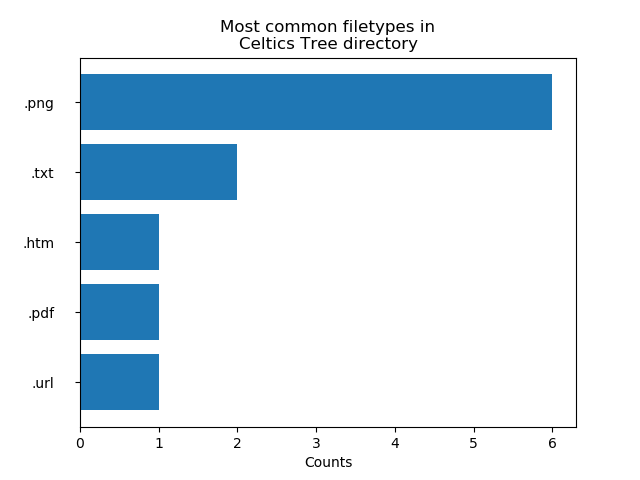 Most common filetypes in
Celtics Tree directory
.png
.txt
.htm
.pdf
.url
0 1 2 3 4 5 6
Counts